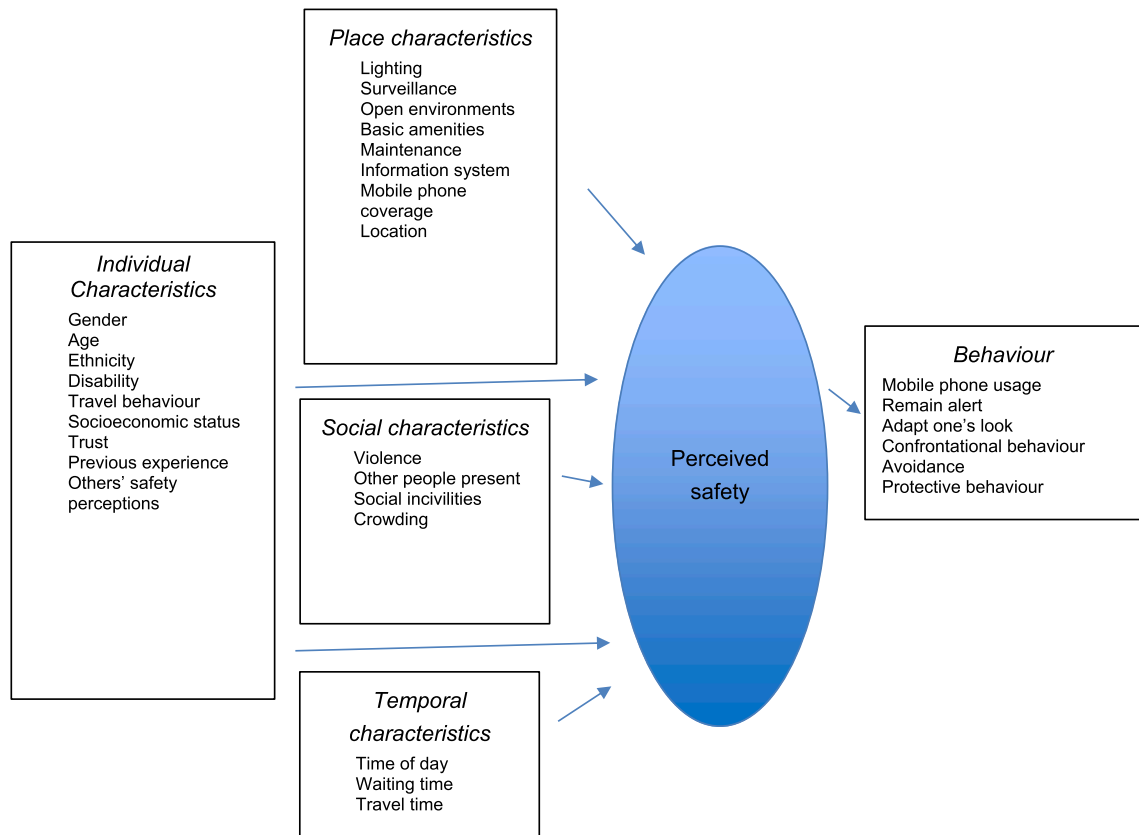 Place characteristics
Lighting
Surveillance
Open environments
Basic amenities
Maintenance
Information system
Mobile phone
coverage
Location
Individual
Characteristics
Gender
Age
Ethnicity
Disability
Travel behaviour
Socioeconomic status
Trust
Previous experience
Others’ safety
perceptions
Social characteristics
Violence
Other people present
Social incivilities
Crowding
Temporal
characteristics
Time of day
Waiting time
Travel time
Perceived
safety
Behaviour
Mobile phone usage
Remain alert
Adapt one’s look
Confrontational behaviour
Avoidance
Protective behaviour